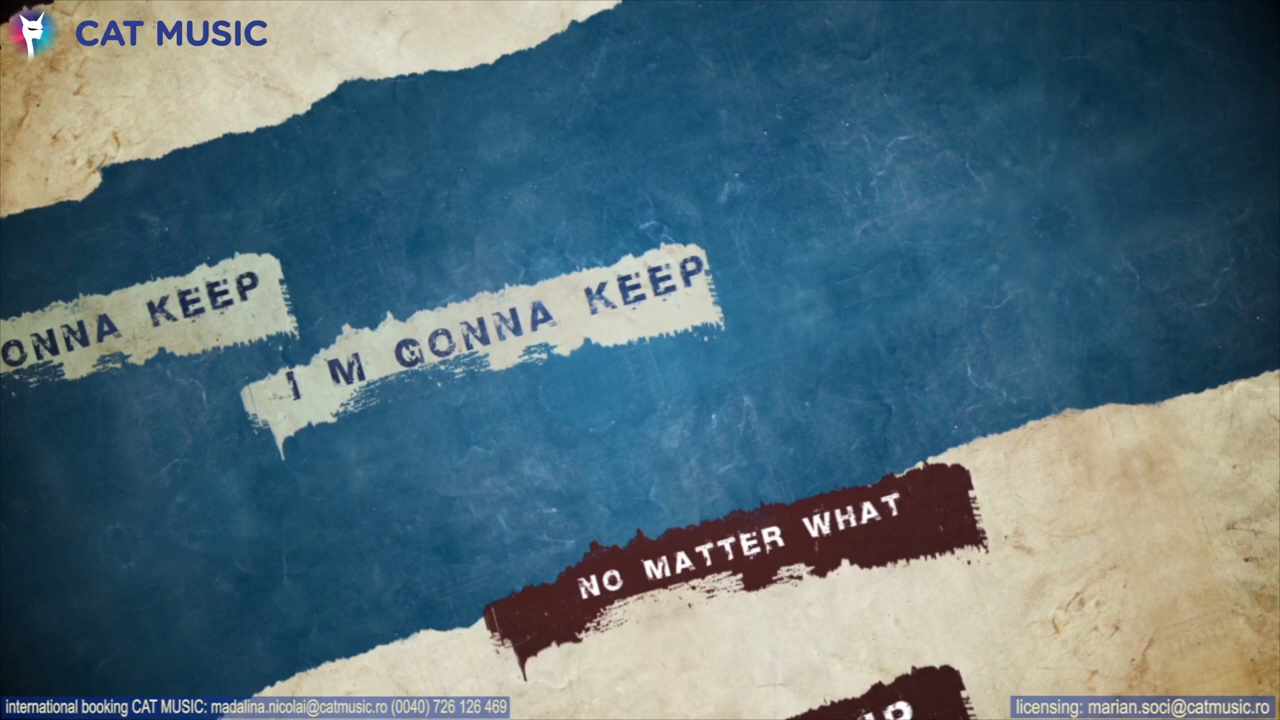 CAT MUSIC
ONNA KEEP
I M GONNA KEEP
NO MATTER WHAT
international booking CAT MUSIC: madalina.nicolai@catmusic.ro (0040) 726 126 469
licensing: marian.soci@catmusic.ro